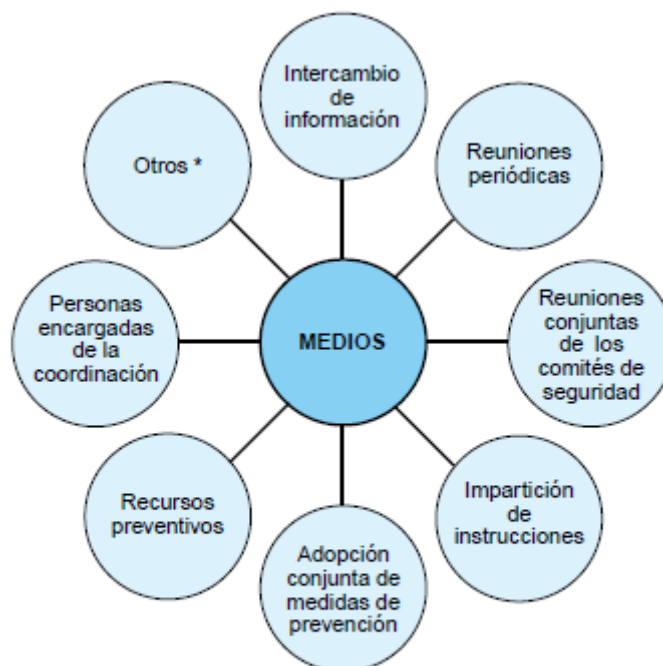 Intercambio
de
información
Reuniones
periódicas
Reuniones
conjuntas
de los
comités de
seguridad
Impartición
de
instrucciones
Adopción
conjunta de
medidas de
prevención
Recursos
preventivos
Personas
encargadas
de la
coordinación
Otros *
MEDIOS